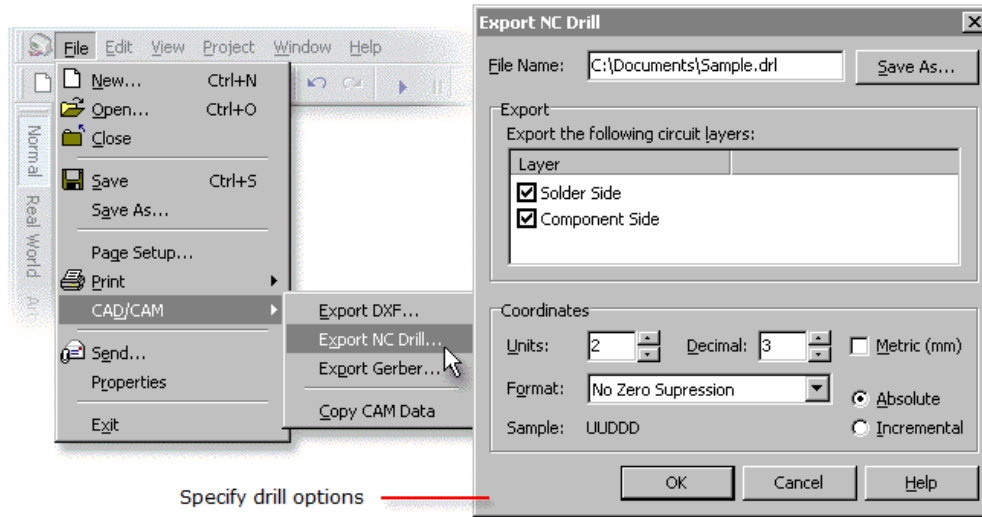 File Edit View Project Window Help
New... Ctrl+N
Open... Ctrl+O
Close
Save Ctrl+S
Save As...
Page Setup...
Print
CAD/CAM
Send...
Properties
Exit
Normal
Real World
Export DXF...
Export NC Drill...
Export Gerber...
Copy CAM Data
Export NC Drill
File Name: C:\Documents\Sample.drl Save As...
Export
Export the following circuit layers:
Layer
Solder Side
Component Side
Coordinates
Units: 2 Decimal: 3 Metric (mm)
Format: No Zero Supression Absolute
Sample: UUDDD Incremental
OK Cancel Help
Specify drill options